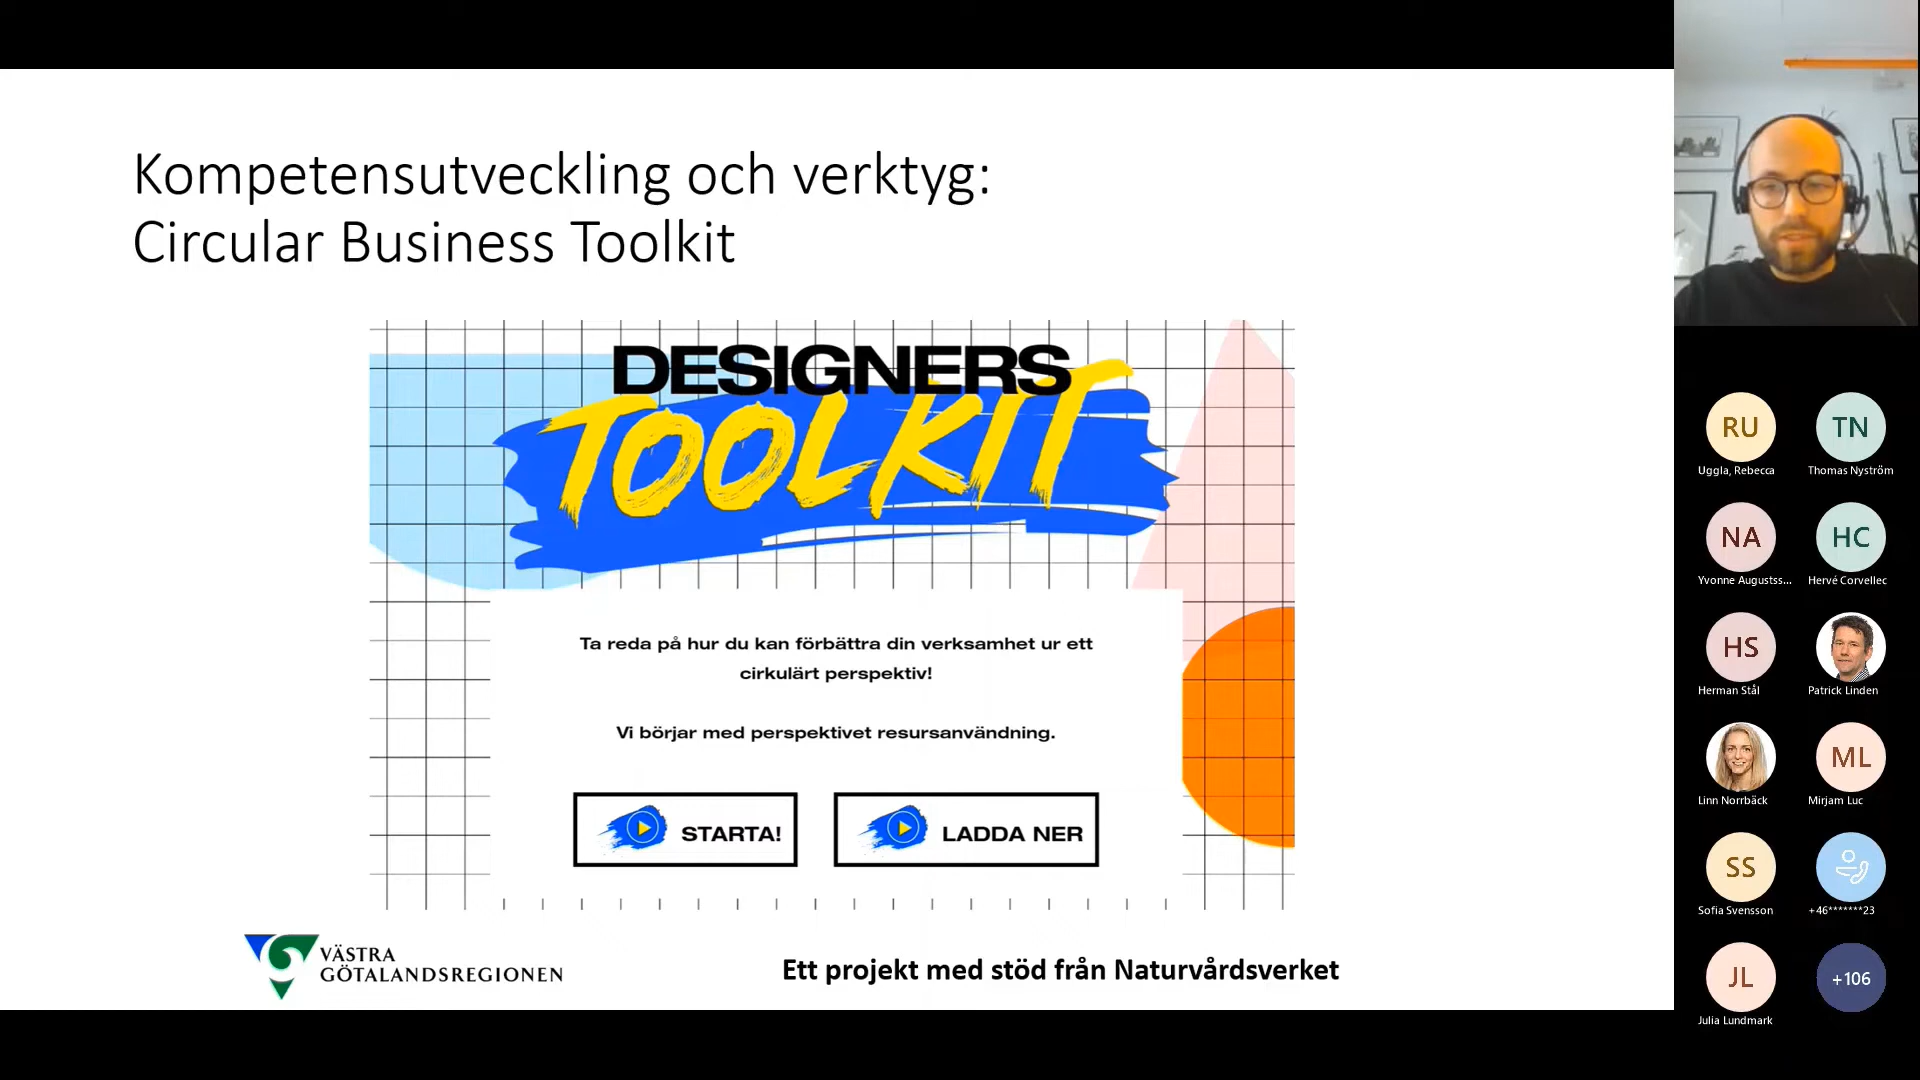 Kompetensutveckling och verktyg:
Circular Business Toolkit
DESIGNERS
TOOLKIT
Ta reda på hur du kan förbättra din verksamhet ur ett
cirkulärt perspektiv!
Vi börjar med perspektivet resursanvändning.
STARTA!
LADDA NER
VÄSTRA
GÖTALANDSREGIONEN
Ett projekt med stöd från Naturvårdsverket
RU
Uggla, Rebecca
TN
Thomas Nyström
NA
Yvonne Augustss...
HC
Hervé Corvellec
HS
Herman Stål
Patrick Linden
Linn Norrbäck
ML
Mirjam Luc
SS
Sofia Svensson
+46*******23
JL
Julia Lundmark
+106